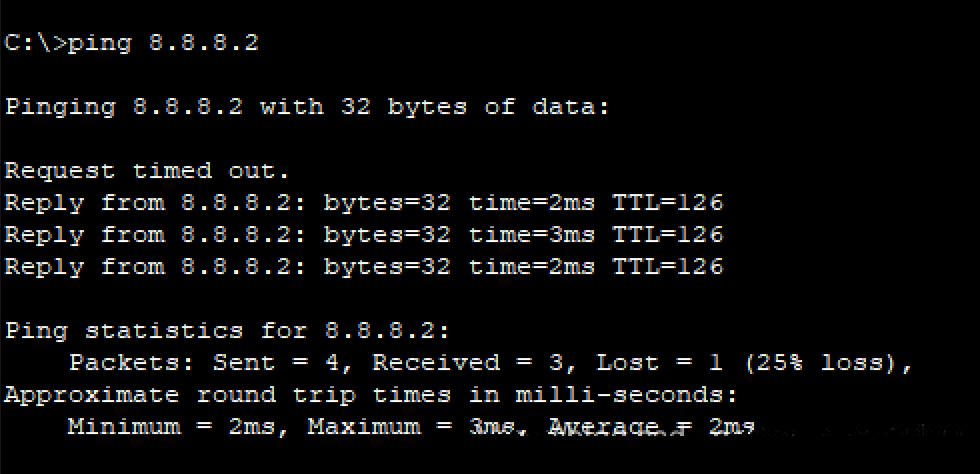 C:\>ping 8.8.8.2
Pinging 8.8.8.2 with 32 bytes of data:
Request timed out.
Reply from 8.8.8.2: bytes=32 time=2ms TTL=126
Reply from 8.8.8.2: bytes=32 time=3ms TTL=126
Reply from 8.8.8.2: bytes=32 time=2ms TTL=126
Ping statistics for 8.8.8.2:
Packets: Sent = 4, Received = 3, Lost = 1 (25% loss),
Approximate round trip times in milli-seconds:
Minimum = 2ms, Maximum = 3ms, Average = 2ms